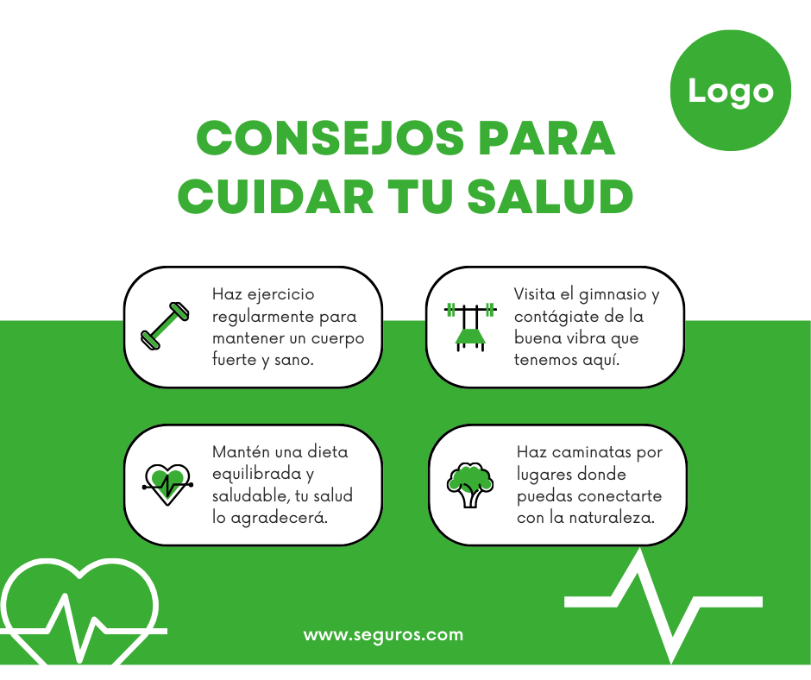 Logo
CONSEJOS PARA
CUIDAR TU SALUD
Haz ejercicio
regularmente para
mantener un cuerpo
fuerte y sano.
Visita el gimnasio y
contágiate de la
buena vibra que
tenemos aquí.
Mantén una dieta
equilibrada y
saludable, tu salud
lo agradecerá.
Haz caminatas por
lugares donde
puedas conectarte
con la naturaleza.
www.seguros.com